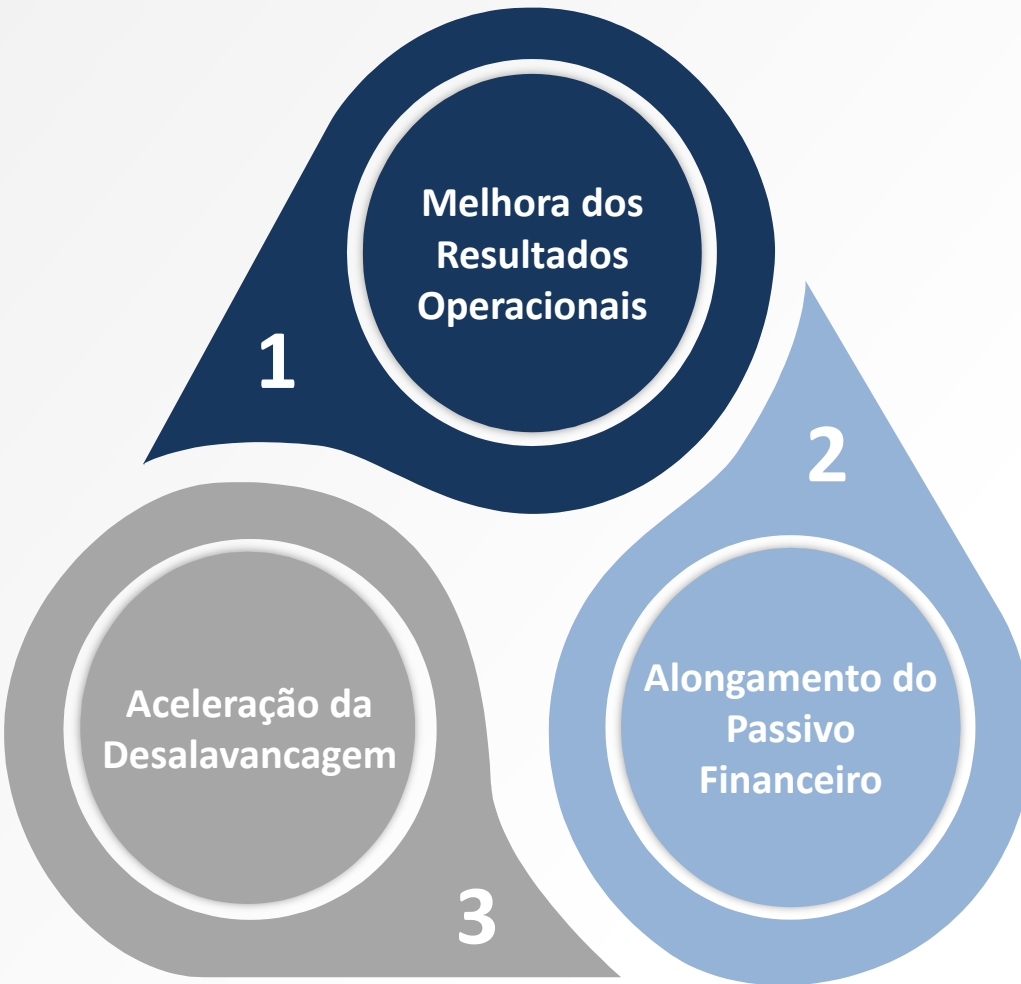 Melhora dos
Resultados
Operacionais
1
2
Alongamento do
Passivo
Financeiro
Aceleração da
Desalavancagem
3